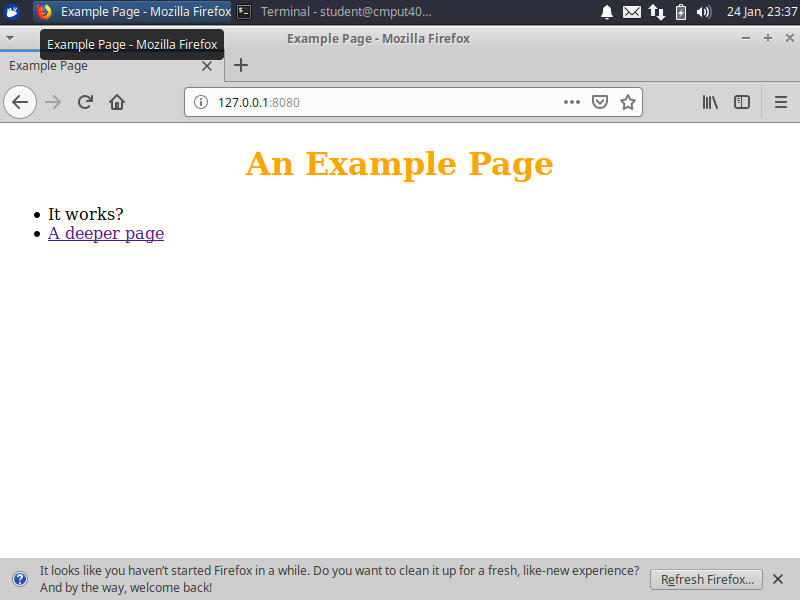 Example Page - Mozilla Firefox
Terminal - student@cmput40...
24 Jan, 23:37
Example Page - Mozilla Firefox
Example Page - Mozilla Firefox
Example Page
127.0.0.1:8080
An Example Page
It works?
A deeper page
It looks like you haven't started Firefox in a while. Do you want to clean it up for a fresh, like-new experience?
And by the way, welcome back!
Refresh Firefox...